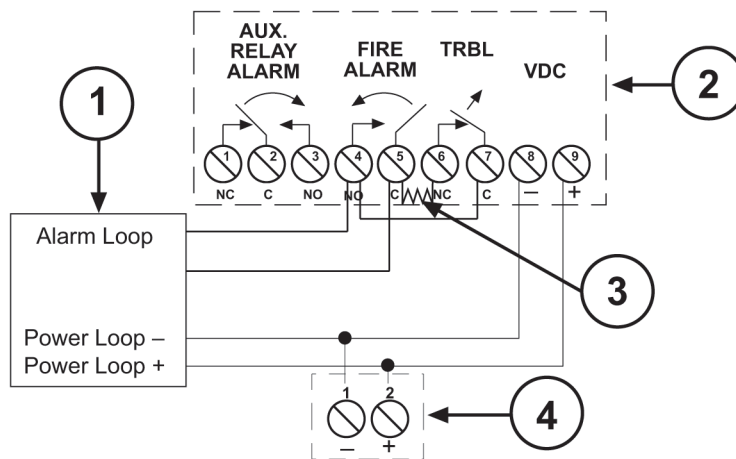 AUX.
RELAY
ALARM
FIRE
ALARM
TRBL
VDC
1
2
1 2 3 4 5 6 7 8 9
NC C NO NO C NC C – +
Alarm Loop
3
Power Loop –
Power Loop +
1 2
4
– +